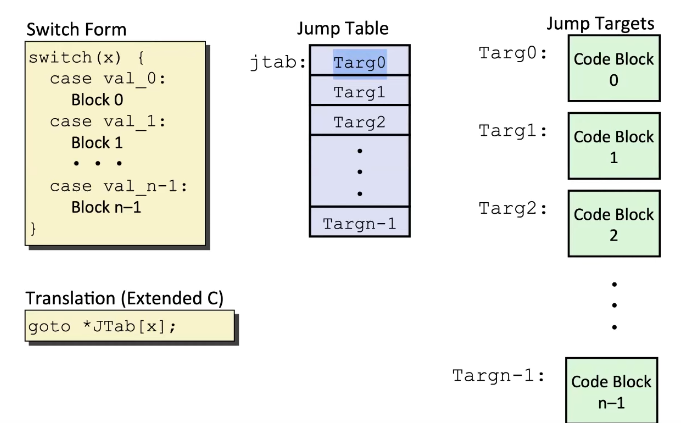 Switch Form
switch(x) {
case val_0:
Block 0
case val_1:
Block 1
• • •
case val_n-1:
Block n–1
}
Translation (Extended C)
goto *JTab[x];
Jump Table
jtab:
Targ0
Targ1
Targ2
•
•
•
Targn-1
Jump Targets
Targ0:
Code Block
0
Targ1:
Code Block
1
Targ2:
Code Block
2
•
•
•
Targn-1:
Code Block
n–1